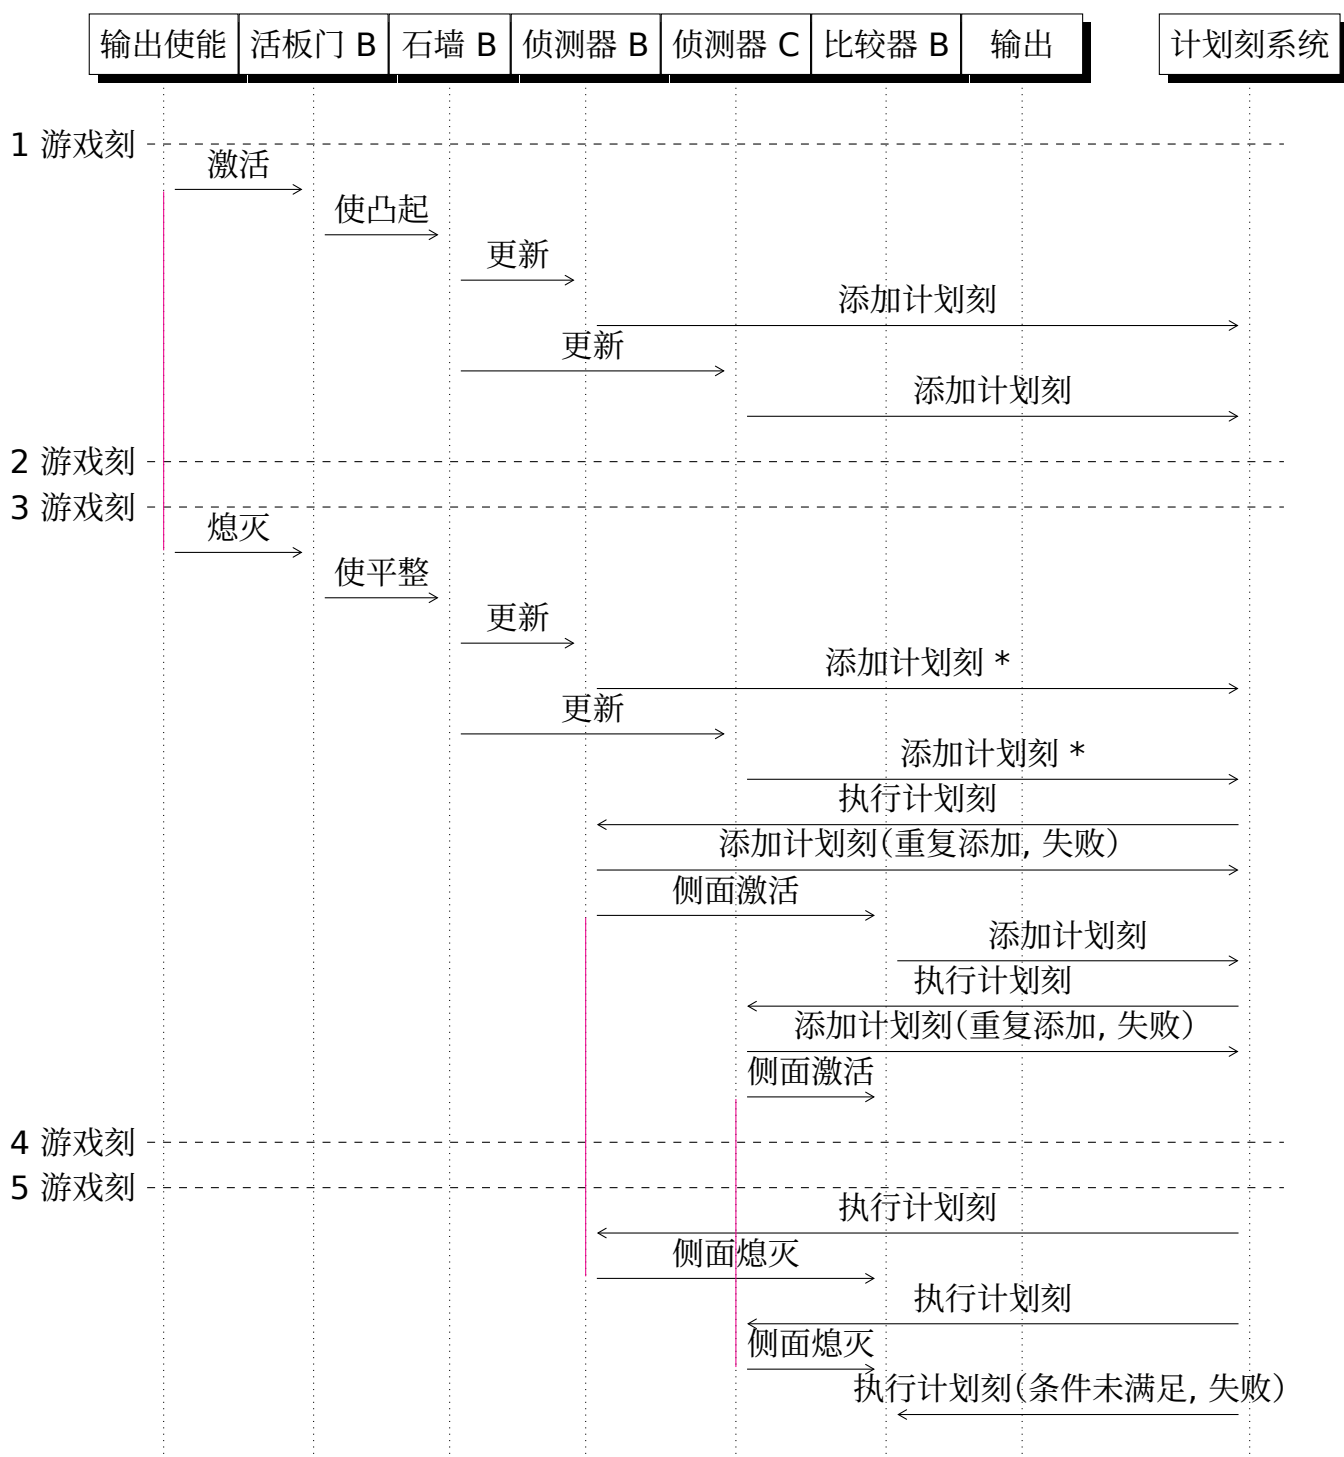 输出使能 活板门 B 石墙 B 侦测器 B 侦测器 C 比较器 B 输出 计划刻系统
1 游戏刻
激活
使凸起
更新
添加计划刻
更新
添加计划刻
2 游戏刻
3 游戏刻
熄灭
使平整
更新
添加计划刻 *
更新
添加计划刻 *
执行计划刻
添加计划刻(重复添加, 失败)
侧面激活
添加计划刻
执行计划刻
添加计划刻(重复添加, 失败)
侧面激活
4 游戏刻
5 游戏刻
执行计划刻
侧面熄灭
执行计划刻
侧面熄灭
执行计划刻(条件未满足, 失败)